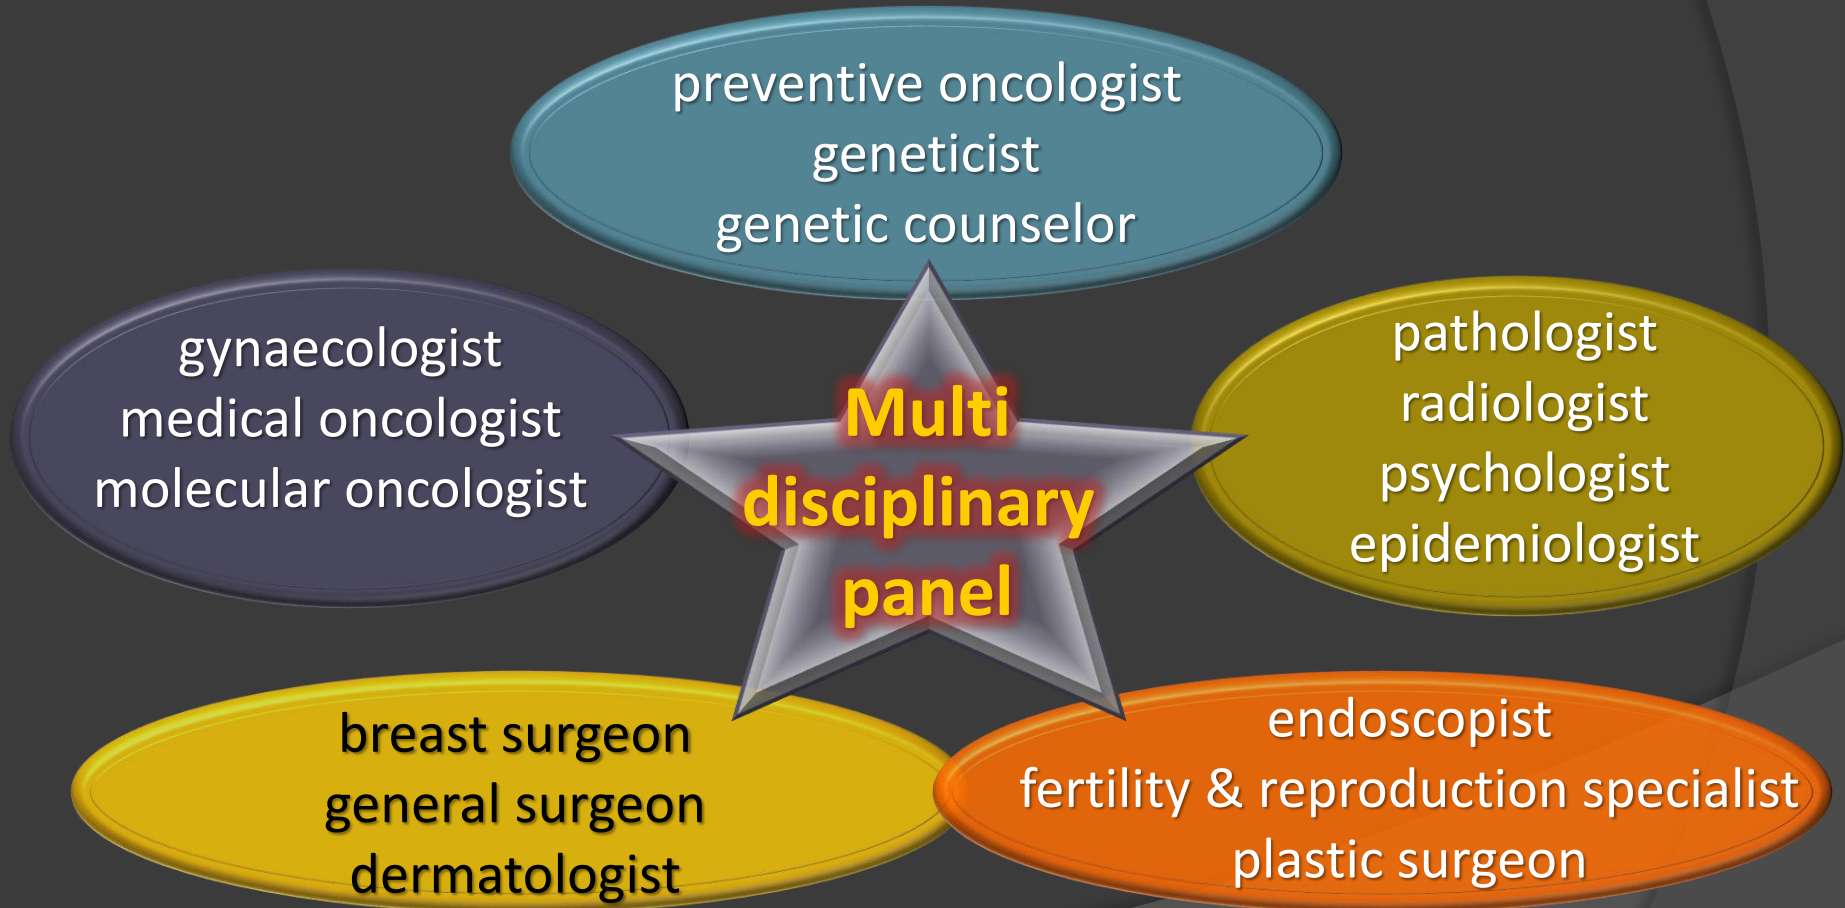 preventive oncologist
geneticist
genetic counselor
gynaecologist
medical oncologist
molecular oncologist
Multi
disciplinary
panel
pathologist
radiologist
psychologist
epidemiologist
breast surgeon
general surgeon
dermatologist
endoscopist
fertility & reproduction specialist
plastic surgeon